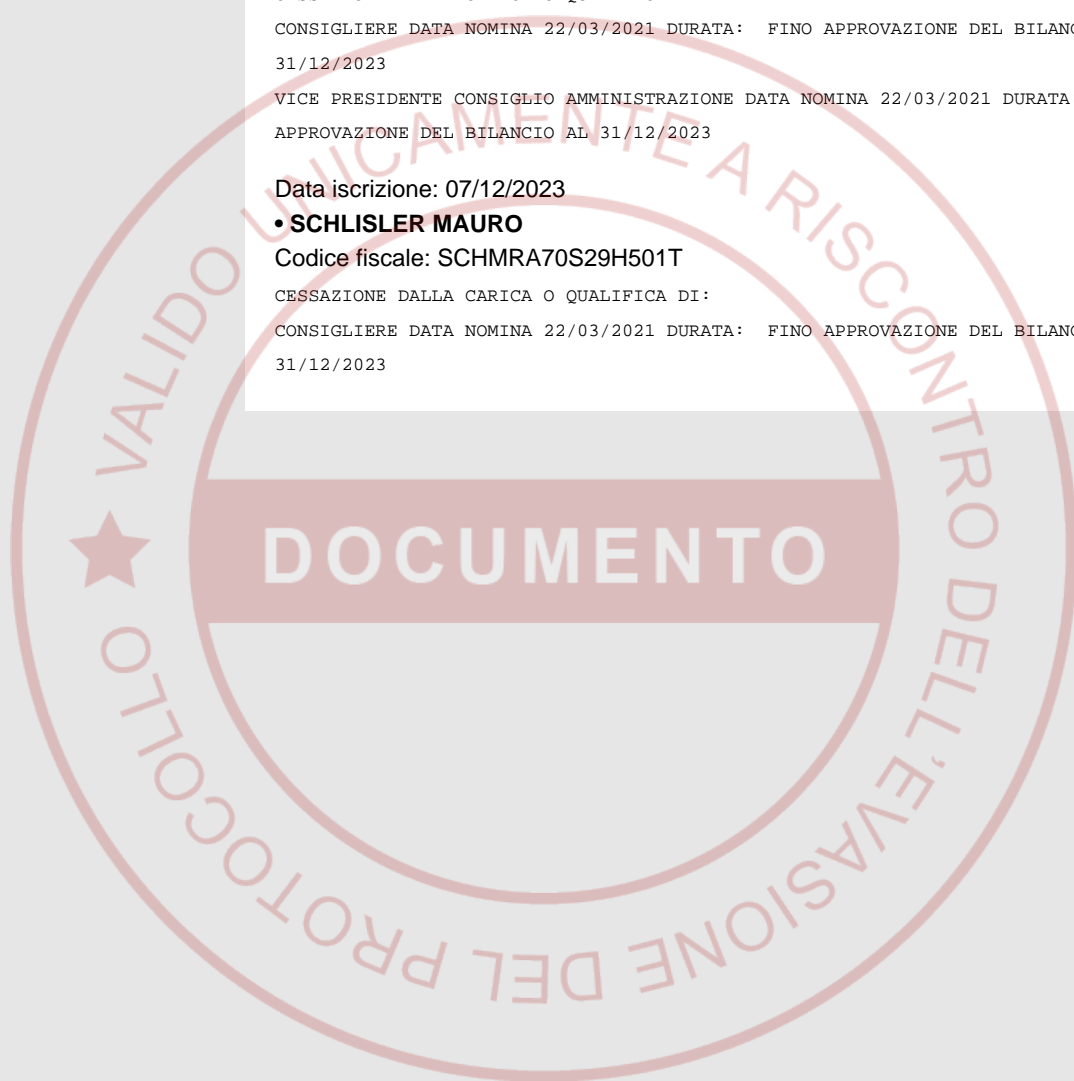 CONSIGLIERE DATA NOMINA 22/03/2021 DURATA: FINO APPROVAZIONE DEL
31/12/2023
VICE PRESIDENTE CONSIGLIO AMMINISTRAZIONE DATA NOMINA 22/03/2021 DURATA
APPROVAZIONE DEL BILANCIO AL 31/12/2023
Data iscrizione: 07/12/2023
• SCHLISLER MAURO
Codice fiscale: SCHMRA70S29H501T
CESSAZIONE DALLA CARICA O QUALIFICA DI:
CONSIGLIERE DATA NOMINA 22/03/2021 DURATA: FINO APPROVAZIONE DEL
31/12/2023
★ VALIDO UNICAMENTE A RISCONTRO DELL'EVASIONE DEL PROTOCOLLO
DOCUMENTO